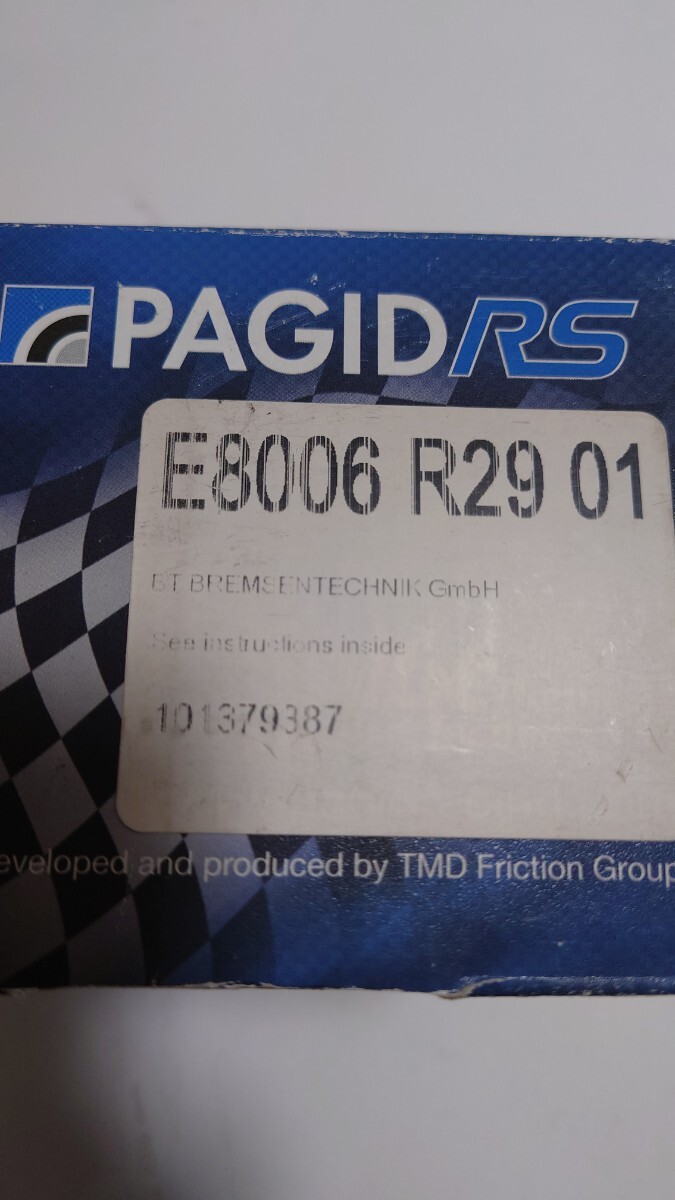 PAGID RS
E8006 R29 01
BT BREMSENTECHNIK GmbH
See instructions inside
101379387
eveloped and produced by TMD Friction Group